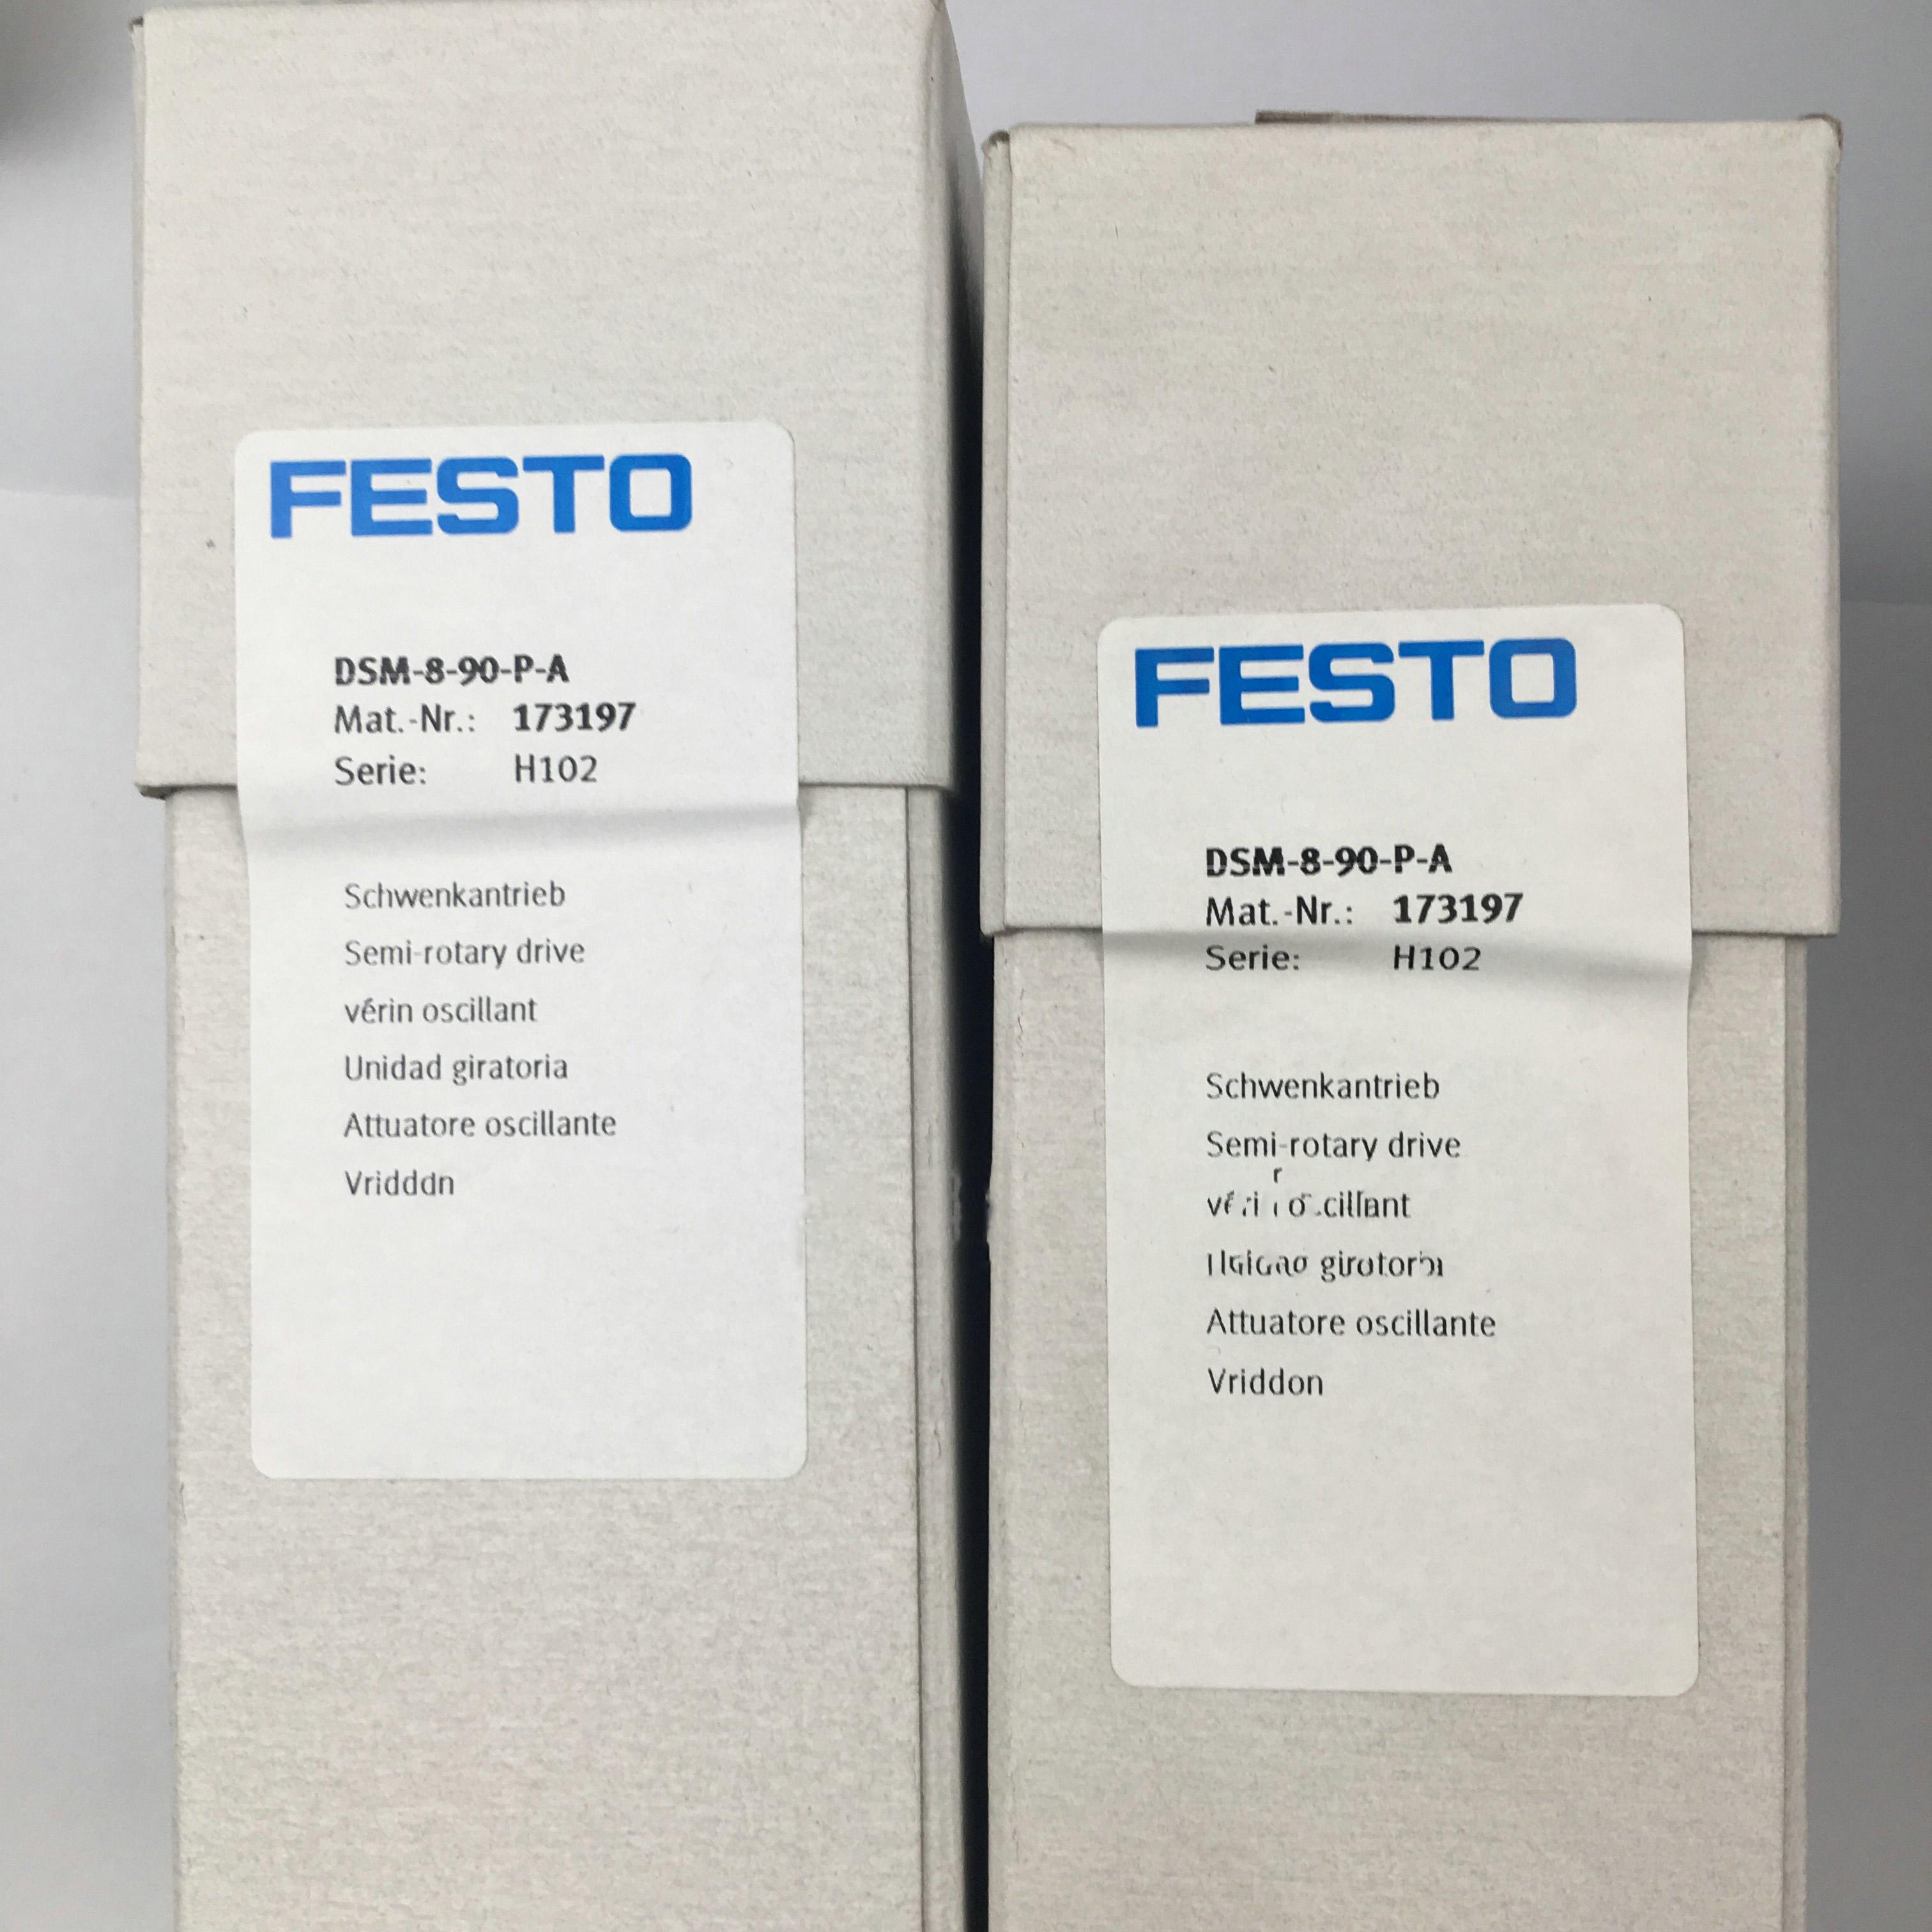 FESTO
DSM-8-90-P-A
Mat.-Nr.: 173197
Serie: H102
Schwenkantrieb
Semi-rotary drive
vérin oscillant
Unidad giratoria
Attuatore oscillante
Vridddn
FESTO
DSM-8-90-P-A
Mat.-Nr.: 173197
Serie: H102
Schwenkantrieb
Semi-rotary drive
Attuatore oscillante
Vriddon